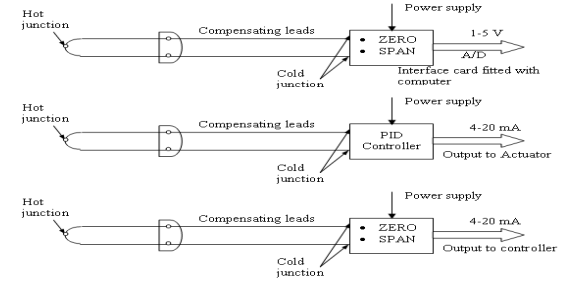 Hot
junction
Compensating leads
Power supply
ZERO
SPAN
1-5 V
A/D
Cold
junction
Interface card fitted with
computer
Hot
junction
Compensating leads
Power supply
PID
Controller
4-20 mA
Output to Actuator
Cold
junction
Hot
junction
Compensating leads
Power supply
ZERO
SPAN
4-20 mA
Output to controller
Cold
junction